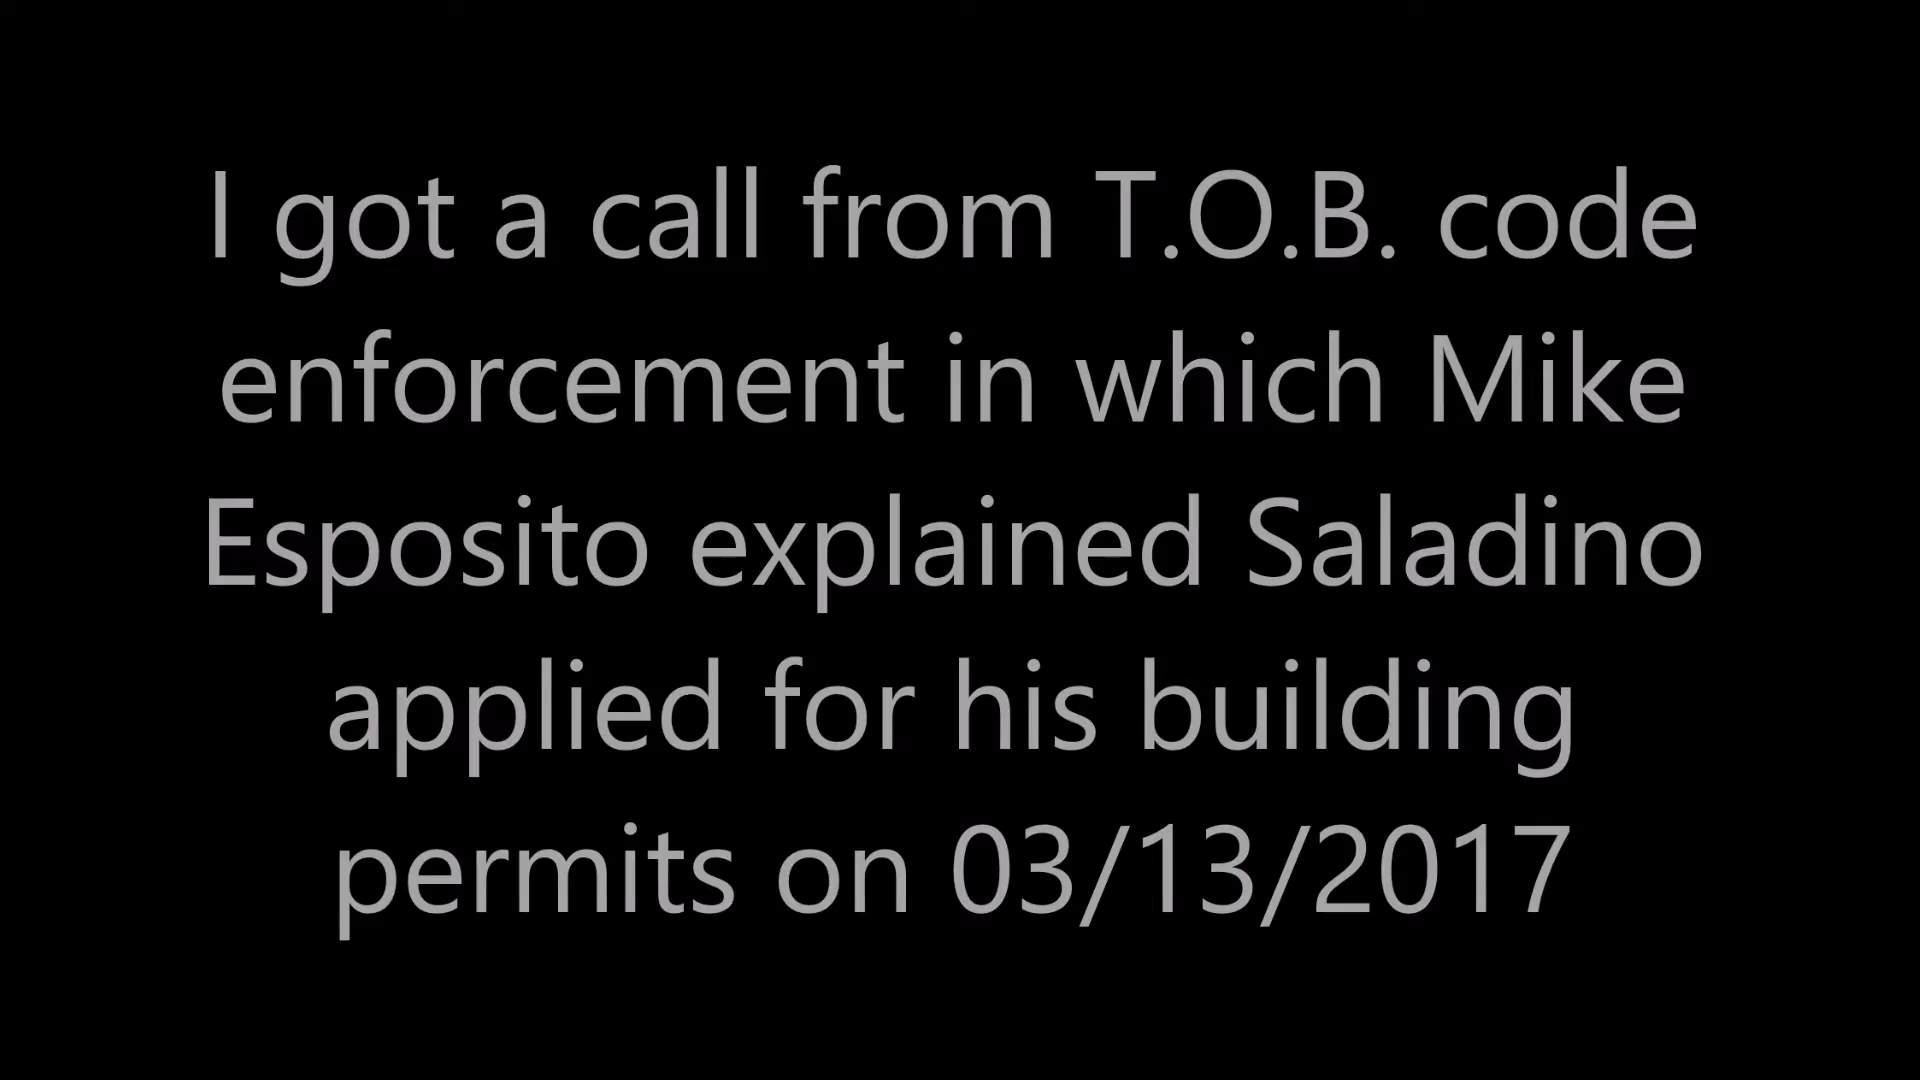 I got a call from T.O.B. code
enforcement in which Mike
Esposito explained Saladino
applied for his building
permits on 03/13/2017